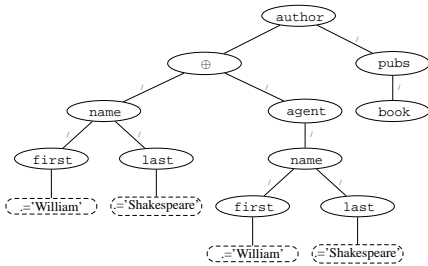 author
⊕
pubs
name
agent
book
first
last
name
.='William'
.='Shakespeare'
first
last
.='William'
.='Shakespeare'
/
/
/
/
/
/
/
/
/
/